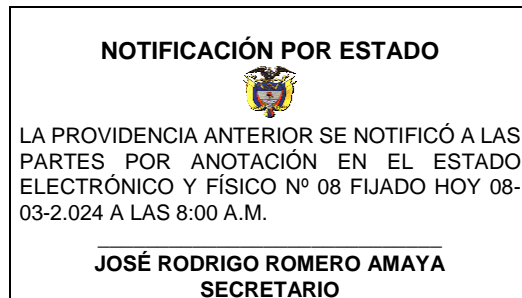 NOTIFICACIÓN POR ESTADO
LA PROVIDENCIA ANTERIOR SE NOTIFICÓ A LAS
PARTES POR ANOTACIÓN EN EL ESTADO
ELECTRÓNICO Y FÍSICO Nº 08 FIJADO HOY 08-
03-2.024 A LAS 8:00 A.M.
JOSÉ RODRIGO ROMERO AMAYA
SECRETARIO